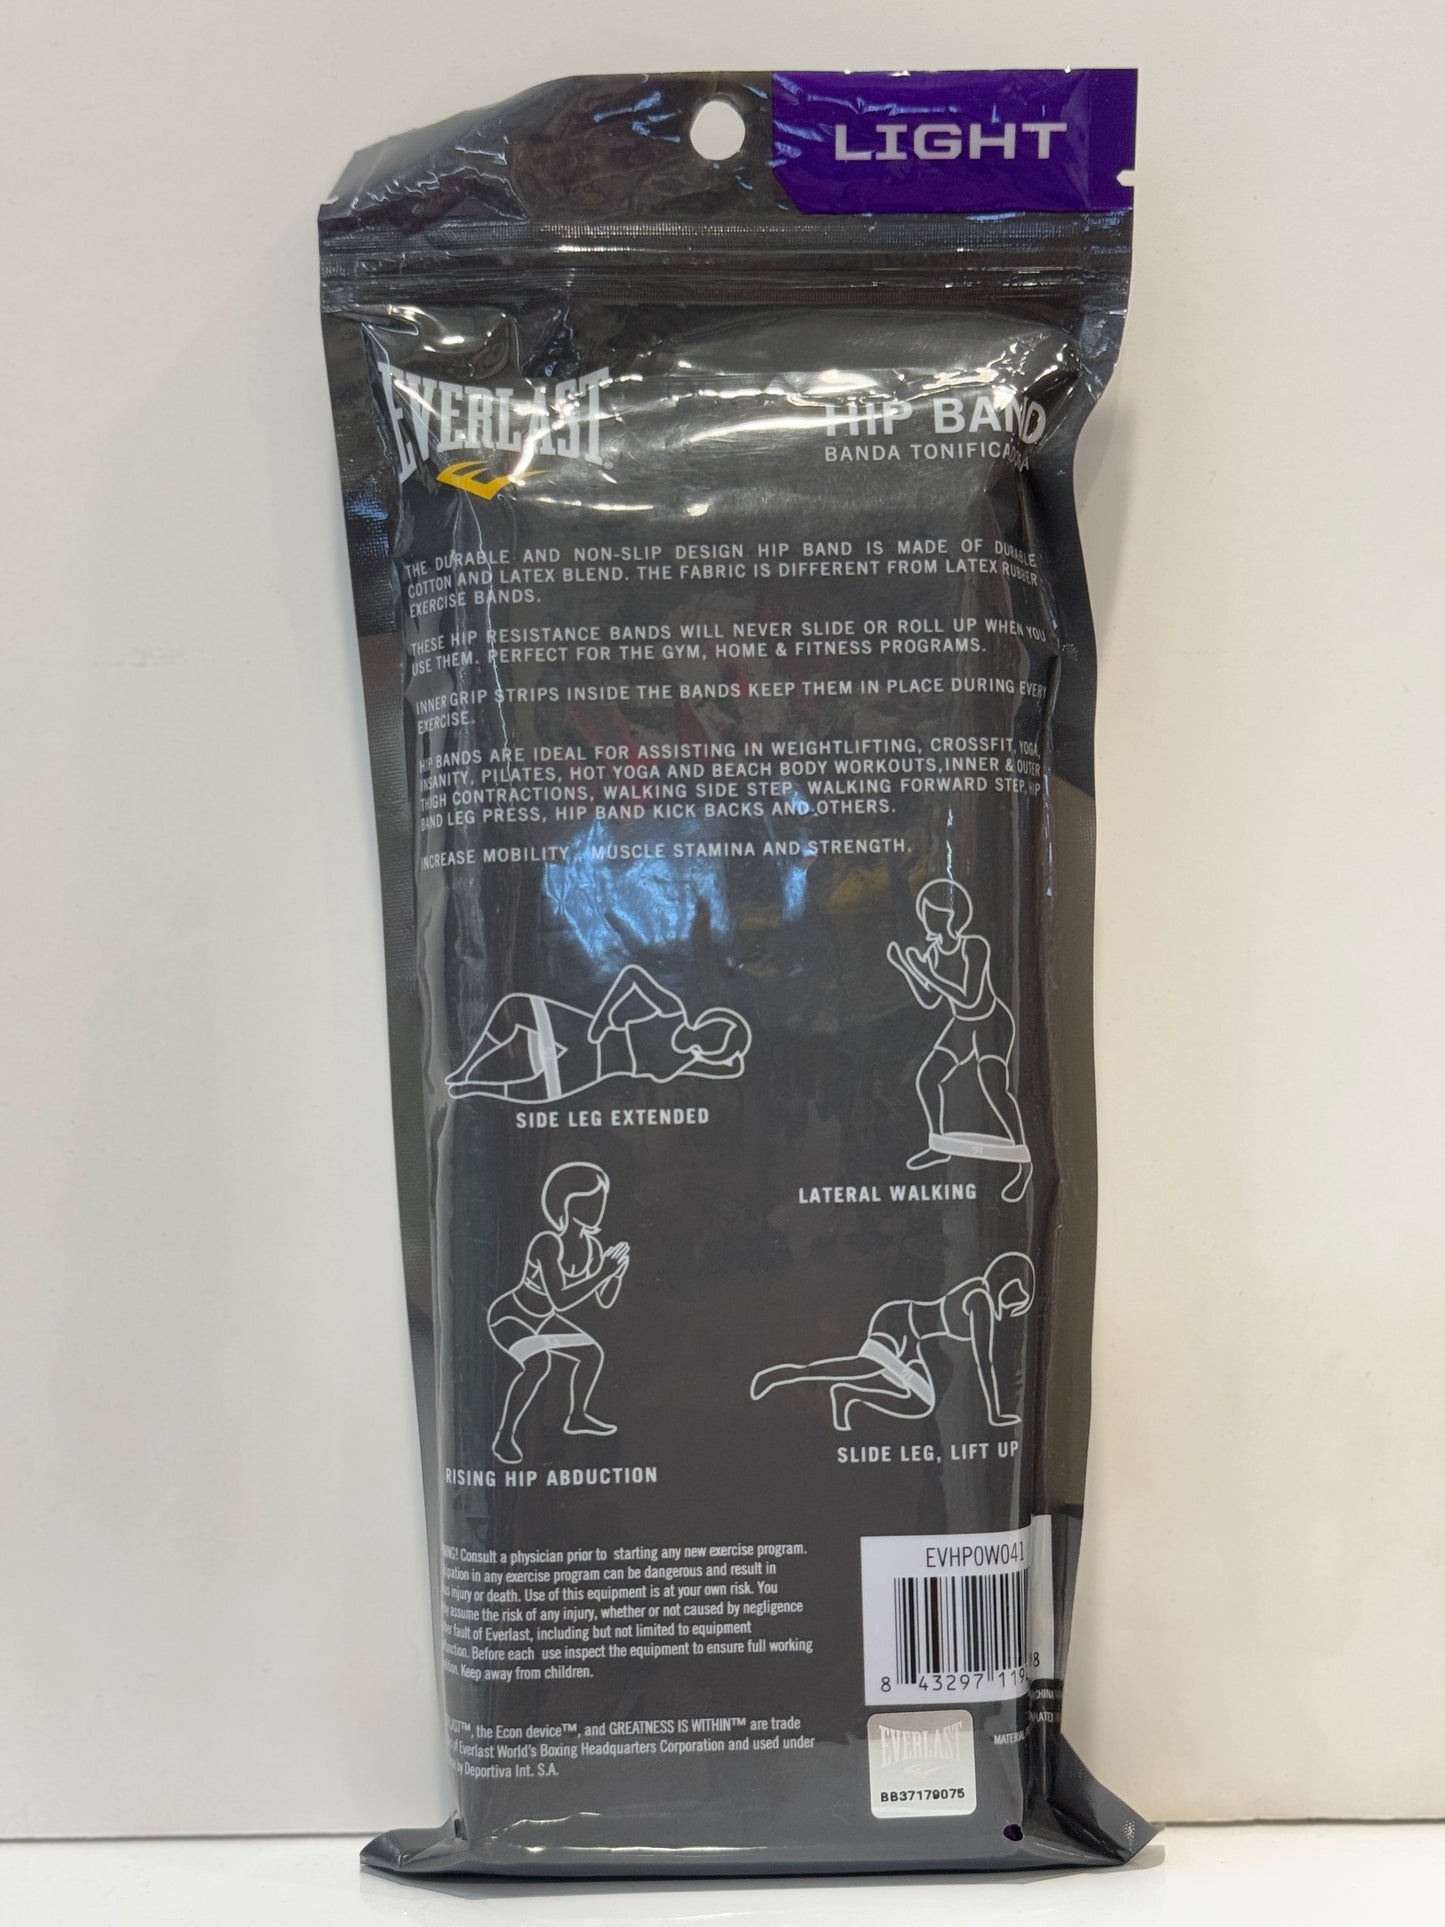 LIGHT
EVERLAST
HIP BAND
BANDA TONIFICADORA
THE DURABLE AND NON-SLIP DESIGN HIP BAND IS MADE OF DURABLE
COTTON AND LATEX BLEND. THE FABRIC IS DIFFERENT FROM LATEX RUBBER
EXERCISE BANDS.
THESE HIP RESISTANCE BANDS WILL NEVER SLIDE OR ROLL UP WHEN YOU
USE THEM. PERFECT FOR THE GYM, HOME & FITNESS PROGRAMS.
INNER GRIP STRIPS INSIDE THE BANDS KEEP THEM IN PLACE DURING EVERY
EXERCISE.
HIP BANDS ARE IDEAL FOR ASSISTING IN WEIGHTLIFTING, CROSSFIT, YOGA,
INSANITY, PILATES, HOT YOGA AND BEACH BODY WORKOUTS, INNER & OUTER
THIGH CONTRACTIONS, WALKING SIDE STEP, WALKING FORWARD STEP, HIP
BAND LEG PRESS, HIP BAND KICK BACKS AND OTHERS.
INCREASE MOBILITY, MUSCLE STAMINA AND STRENGTH.
SIDE LEG EXTENDED
LATERAL WALKING
RISING HIP ABDUCTION
SLIDE LEG, LIFT UP
Consult a physician prior to starting any new exercise program.
in any exercise program can be dangerous and result in
injury or death. Use of this equipment is at your own risk. You
assume the risk of any injury, whether or not caused by negligence
fault of Everlast, including but not limited to equipment
Before each use inspect the equipment to ensure full working
Keep away from children.
the Econ device™, and GREATNESS IS WITHIN™ are trade
of Everlast World's Boxing Headquarters Corporation and used under
by Deportiva Int. S.A.
EVHPOW041
8 43297 119 8
CHINA
EVERLAST
BB37179075